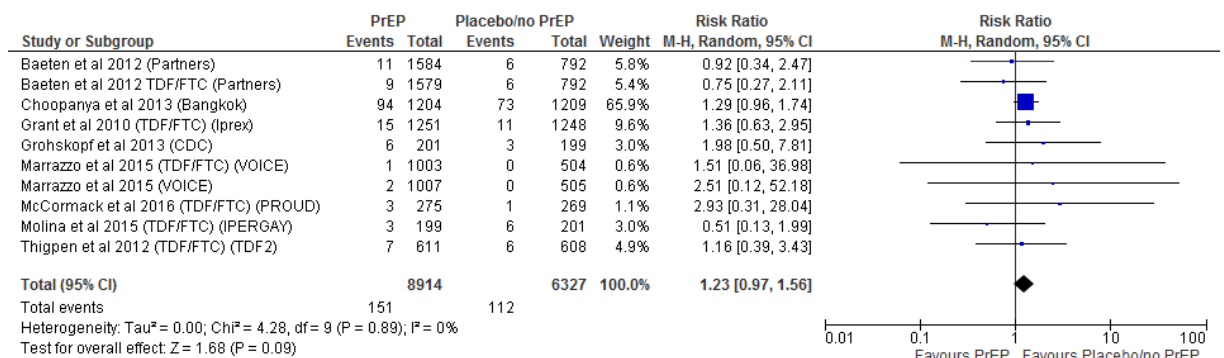 PrEP Placebo/no PrEP Risk Ratio Risk Ratio
Study or Subgroup Events Total Events Total Weight M-H, Random, 95% CI M-H, Random, 95% CI
Baeten et al 2012 (Partners) 11 1584 6 792 5.8% 0.92 [0.34, 2.47]
Baeten et al 2012 TDF/FTC (Partners) 9 1579 6 792 5.4% 0.75 [0.27, 2.11]
Choopanya et al 2013 (Bangkok) 94 1204 73 1209 65.9% 1.29 [0.96, 1.74]
Grant et al 2010 (TDF/FTC) (Iprex) 15 1251 11 1248 9.6% 1.36 [0.63, 2.95]
Grohskopf et al 2013 (CDC) 6 201 3 199 3.1% 1.98 [0.50, 7.81]
Marrazzo et al 2015 (TDF/FTC) (VOICE) 1 1003 0 504 0.6% 1.51 [0.06, 36.98]
Marrazzo et al 2015 (VOICE) 2 1007 0 505 0.6% 2.51 [0.12, 52.18]
McCormack et al 2016 (TDF/FTC) (PROUD) 3 275 1 269 1.1% 2.93 [0.31, 28.04]
Molina et al 2015 (TDF/FTC) (IPERGAY) 3 199 6 201 3.0% 0.51 [0.13, 1.99]
Thigpen et al 2012 (TDF/FTC) (TDF2) 7 611 6 608 4.9% 1.16 [0.39, 3.43]
Total (95% CI) 8914 6327 100.0% 1.23 [0.97, 1.56]
Total events 151 112
Heterogeneity: Tau² = 0.00; Chi² = 4.28, df = 9 (P = 0.89); I² = 0%
Test for overall effect: Z = 1.68 (P = 0.09)
0.01 0.1 1 10 100
Favours PrEP Favours Placebo/no PrEP